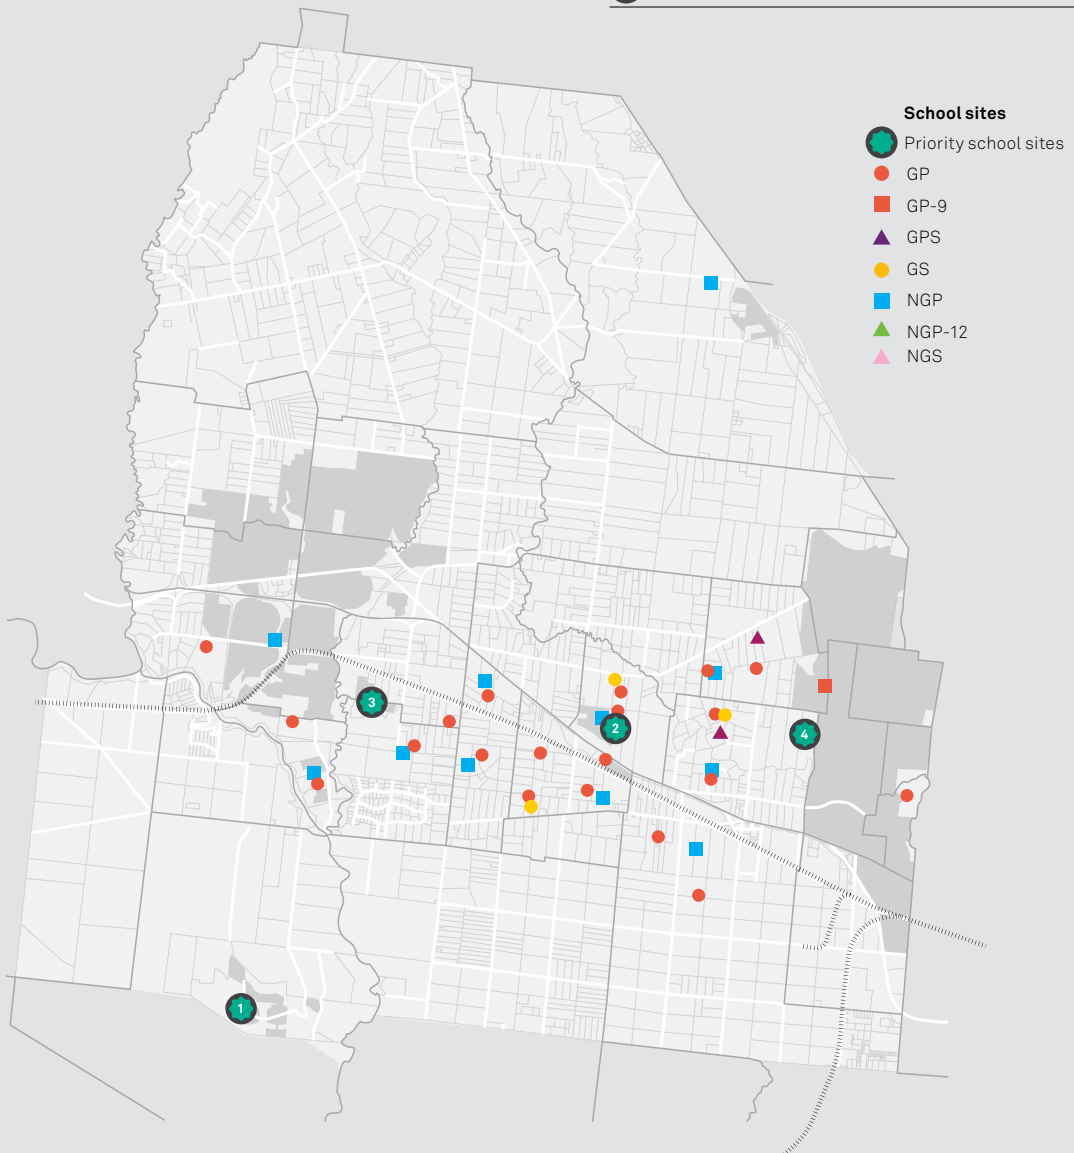 School sites
Priority school sites
GP
GP-9
GPS
GS
NGP
NGP-12
NGS
3
2
4
1